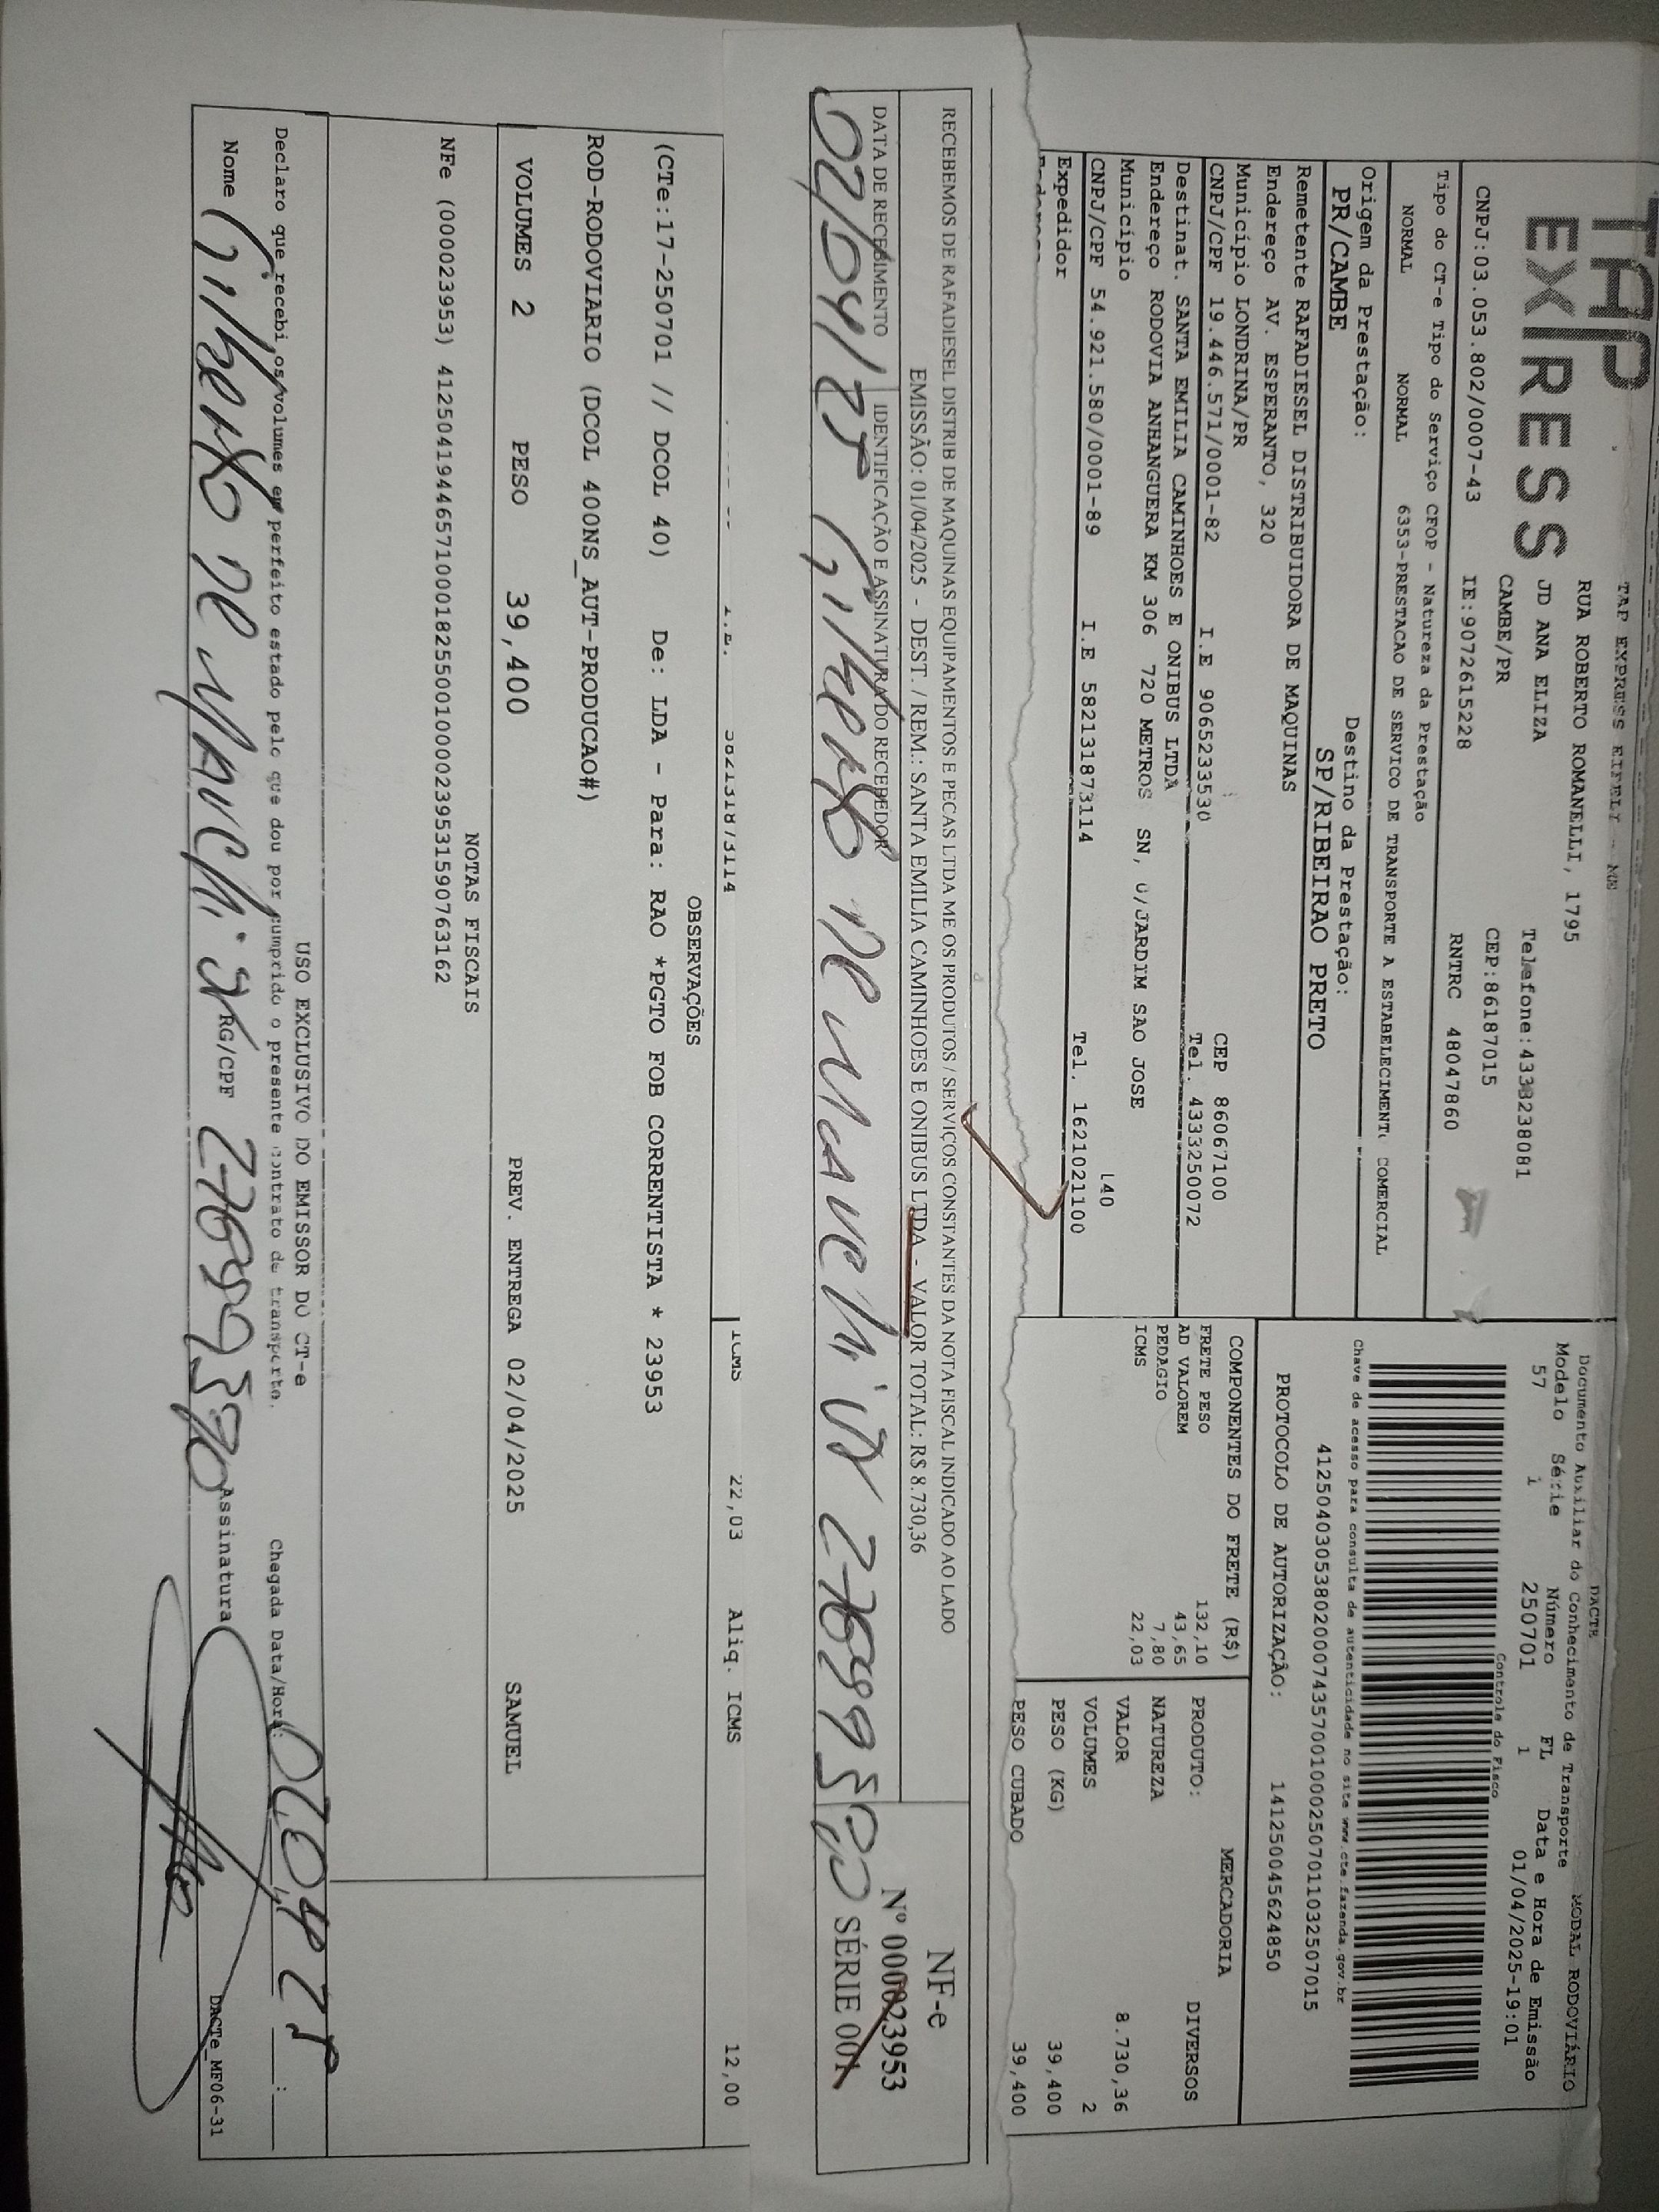 TAP EXPRESS EIRELI - ME
TAP
EXPRESS
RUA ROBERTO ROMANELLI, 1795
JD ANA ELIZA Telefone:4333238081
CAMBE/PR CEP:86187015
CNPJ:03.053.802/0007-43 IE:9072615228 RNTRC 48047860
Tipo do CT-e Tipo do Serviço CFOP - Natureza da Prestação
NORMAL NORMAL 6353-PRESTACAO DE SERVICO DE TRANSPORTE A ESTABELECIMENT COMERCIAL
Origem da Prestação: Destino da Prestação:
PR/CAMBE SP/RIBEIRAO PRETO
Remetente RAFADIESEL DISTRIBUIDORA DE MAQUINAS
Endereço AV. ESPERANTO, 320
Município LONDRINA/PR CEP 86067100
CNPJ/CPF 19.446.571/0001-82 I.E 9065233530 Tel. 4333250072
Destinat. SANTA EMILIA CAMINHOES E ONIBUS LTDA
Endereço RODOVIA ANHANGUERA KM 306 720 METROS SN, 0/JARDIM SAO JOSE
Município 140
CNPJ/CPF 54.921.580/0001-89 I.E 582131873114 Tel. 1621021100
Expedidor
DACTE MODAL RODOVIÁRIO
Documento Auxiliar do Conhecimento de Transporte
Modelo Série Número FL Data e Hora de Emissão
57 1 250701 1 01/04/2025-19:01
Controle do Fisco
Chave de acesso para consulta de autenticidade no site www.cte.fazenda.gov.br
41250403053802000743570010002507011032507015
PROTOCOLO DE AUTORIZAÇÃO: 141250045624850
COMPONENTES DO FRETE (R$)
FRETE PESO 132,10
AD VALOREM 43,65
PEDAGIO 7,80
ICMS 22,03
MERCADORIA
PRODUTO: DIVERSOS
NATUREZA
VALOR 8.730,36
VOLUMES 2
PESO (KG) 39,400
PESO CUBADO 39,400
RECEBEMOS DE RAFADIESEL DISTRIB DE MAQUINAS EQUIPAMENTOS E PECAS LTDA ME OS PRODUTOS / SERVIÇOS CONSTANTES DA NOTA FISCAL INDICADO AO LADO
EMISSÃO: 01/04/2025 - DEST. / REM.: SANTA EMILIA CAMINHOES E ONIBUS LTDA - VALOR TOTAL: R$ 8.730,36
DATA DE RECEBIMENTO IDENTIFICAÇÃO E ASSINATURA DO RECEBEDOR
02/04/25 Gilberto
NF-e
Nº 000023953
SÉRIE 001
582131873114 ICMS 22,03 Aliq. ICMS 12,00
OBSERVAÇÕES
(CTe:17-250701 // DCOL 40) De: LDA - Para: RAO *PGTO FOB CORRENTISTA * 23953
ROD-RODOVIARIO (DCOL 400NS_AUT-PRODUCAO#)
VOLUMES 2 PESO 39,400 PREV. ENTREGA 02/04/2025 SAMUEL
NOTAS FISCAIS
NFe (000023953) 41250419446571000182550010000239531590763162
USO EXCLUSIVO DO EMISSOR DO CT-e
Declaro que recebi os volumes em perfeito estado pelo que dou por cumprido o presente contrato de transporte. Chegada Data/Hora:
Nome Gilberto RG/CPF Assinatura
DACTe_MF06-31